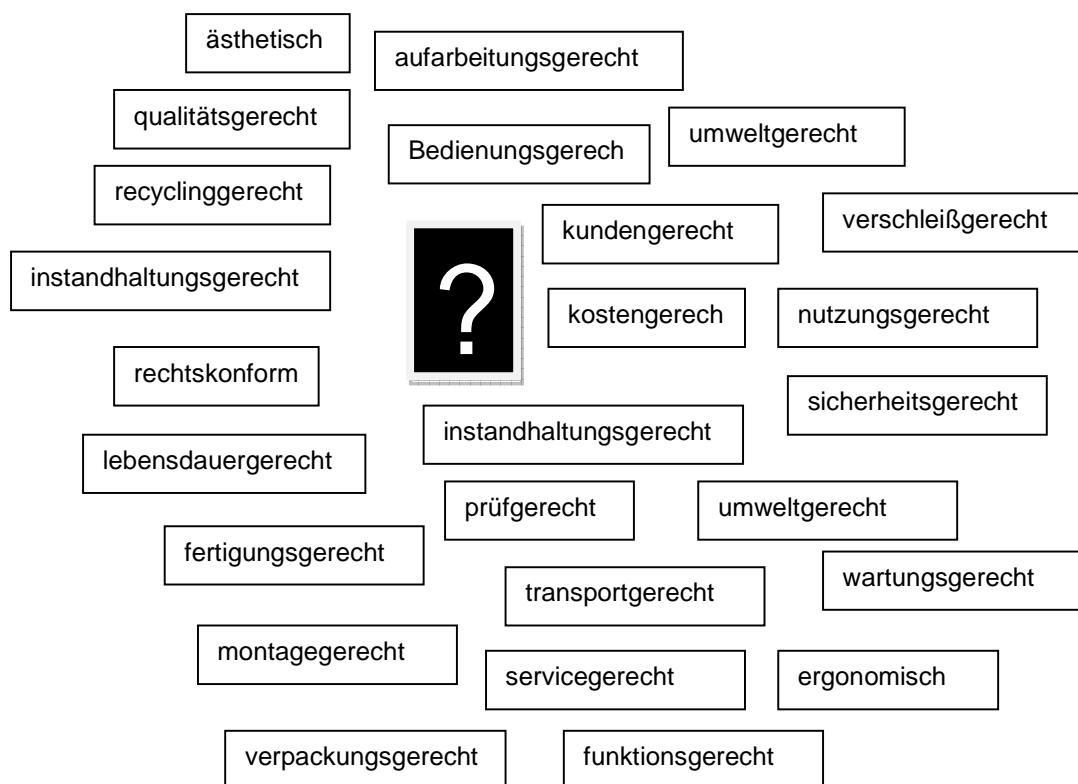 ästhetisch
aufarbeitungsgerecht
qualitätsgerecht
umweltgerecht
Bedienungsgerech
recyclinggerecht
kundengerecht
verschleißgerecht
instandhaltungsgerecht
?
kostengerech
nutzungsgerecht
rechtskonform
sicherheitsgerecht
instandhaltungsgerecht
lebensdauergerecht
prüfgerecht
umweltgerecht
fertigungsgerecht
wartungsgerecht
transportgerecht
montagegerecht
servicegerecht
ergonomisch
verpackungsgerecht
funktionsgerecht